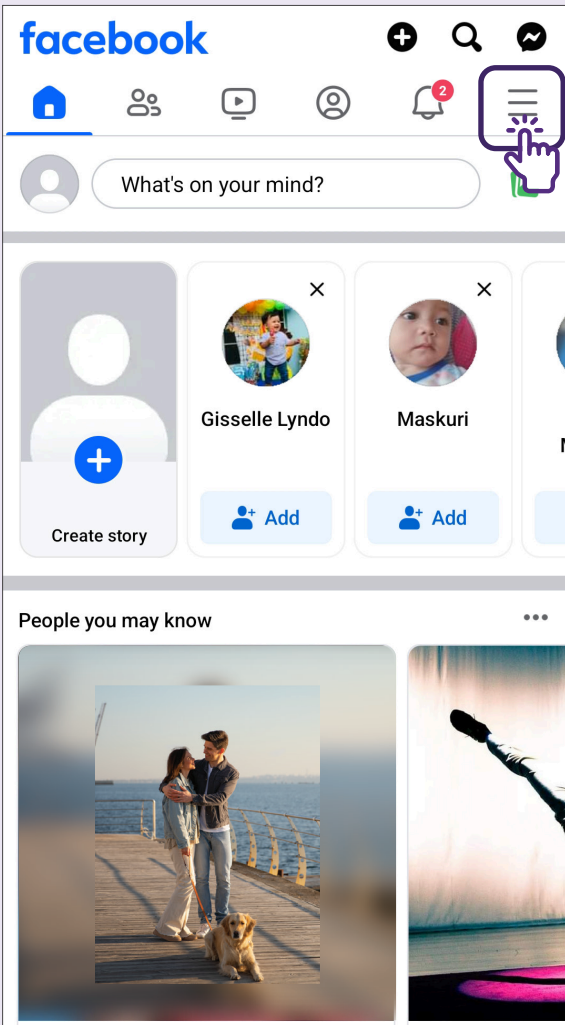 facebook
2
What's on your mind?
Gisselle Lyndo
Maskuri
Add
Add
Create story
People you may know